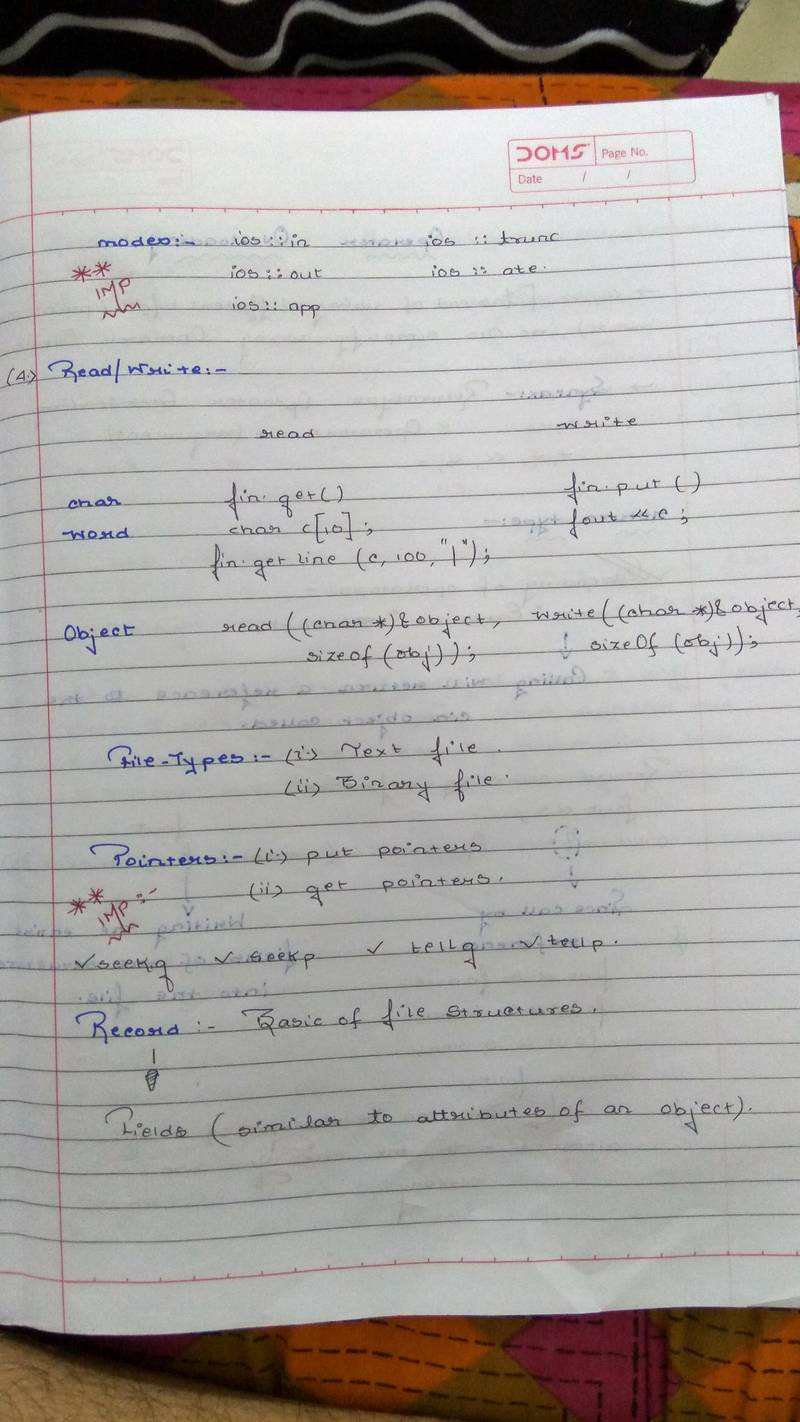 DOMS Page No.
Date / /
modes:- ios::in ios :: trunc
** ios::out ios :: ate.
IMP ios:: app
(4.) Read/Write:-
read write
char fin.get() fin.put()
word char c[10]; fout << c;
fin.getline (c, 100, "|");
Object read((char *)&object, write((char *)&object,
sizeof (obj)); sizeOf (obj));
File-Types:- (i.) Text file.
(ii) Binary file.
Pointers:- (i.) put pointers
** IMP:- (ii) get pointers.
✓seekg ✓seekp ✓ tellg ✓tellp.
Record :- Basic of file structures.
Fields (similar to attributes of an object).